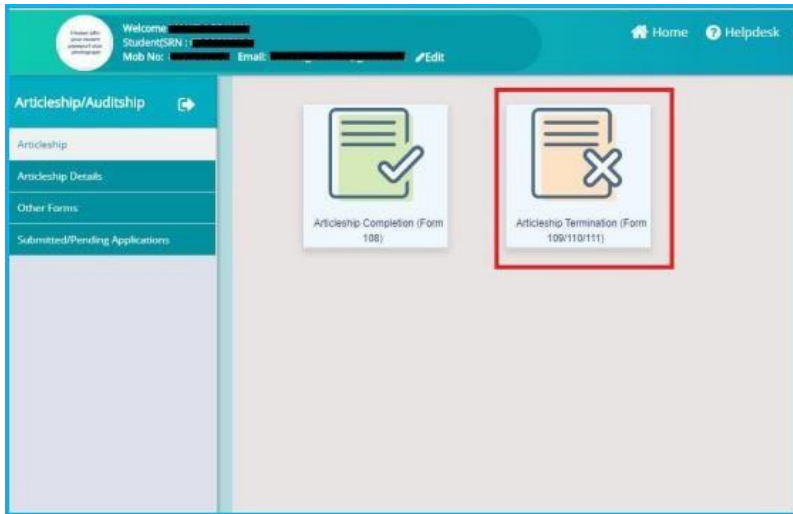 Welcome
Student(SRN :
Mob No:
Email:
Edit
Home
Helpdesk
Articleship/Auditship
Articleship
Articleship Details
Other Forms
Submitted/Pending Applications
Articleship Completion (Form
108)
Articleship Termination (Form
109/110/111)